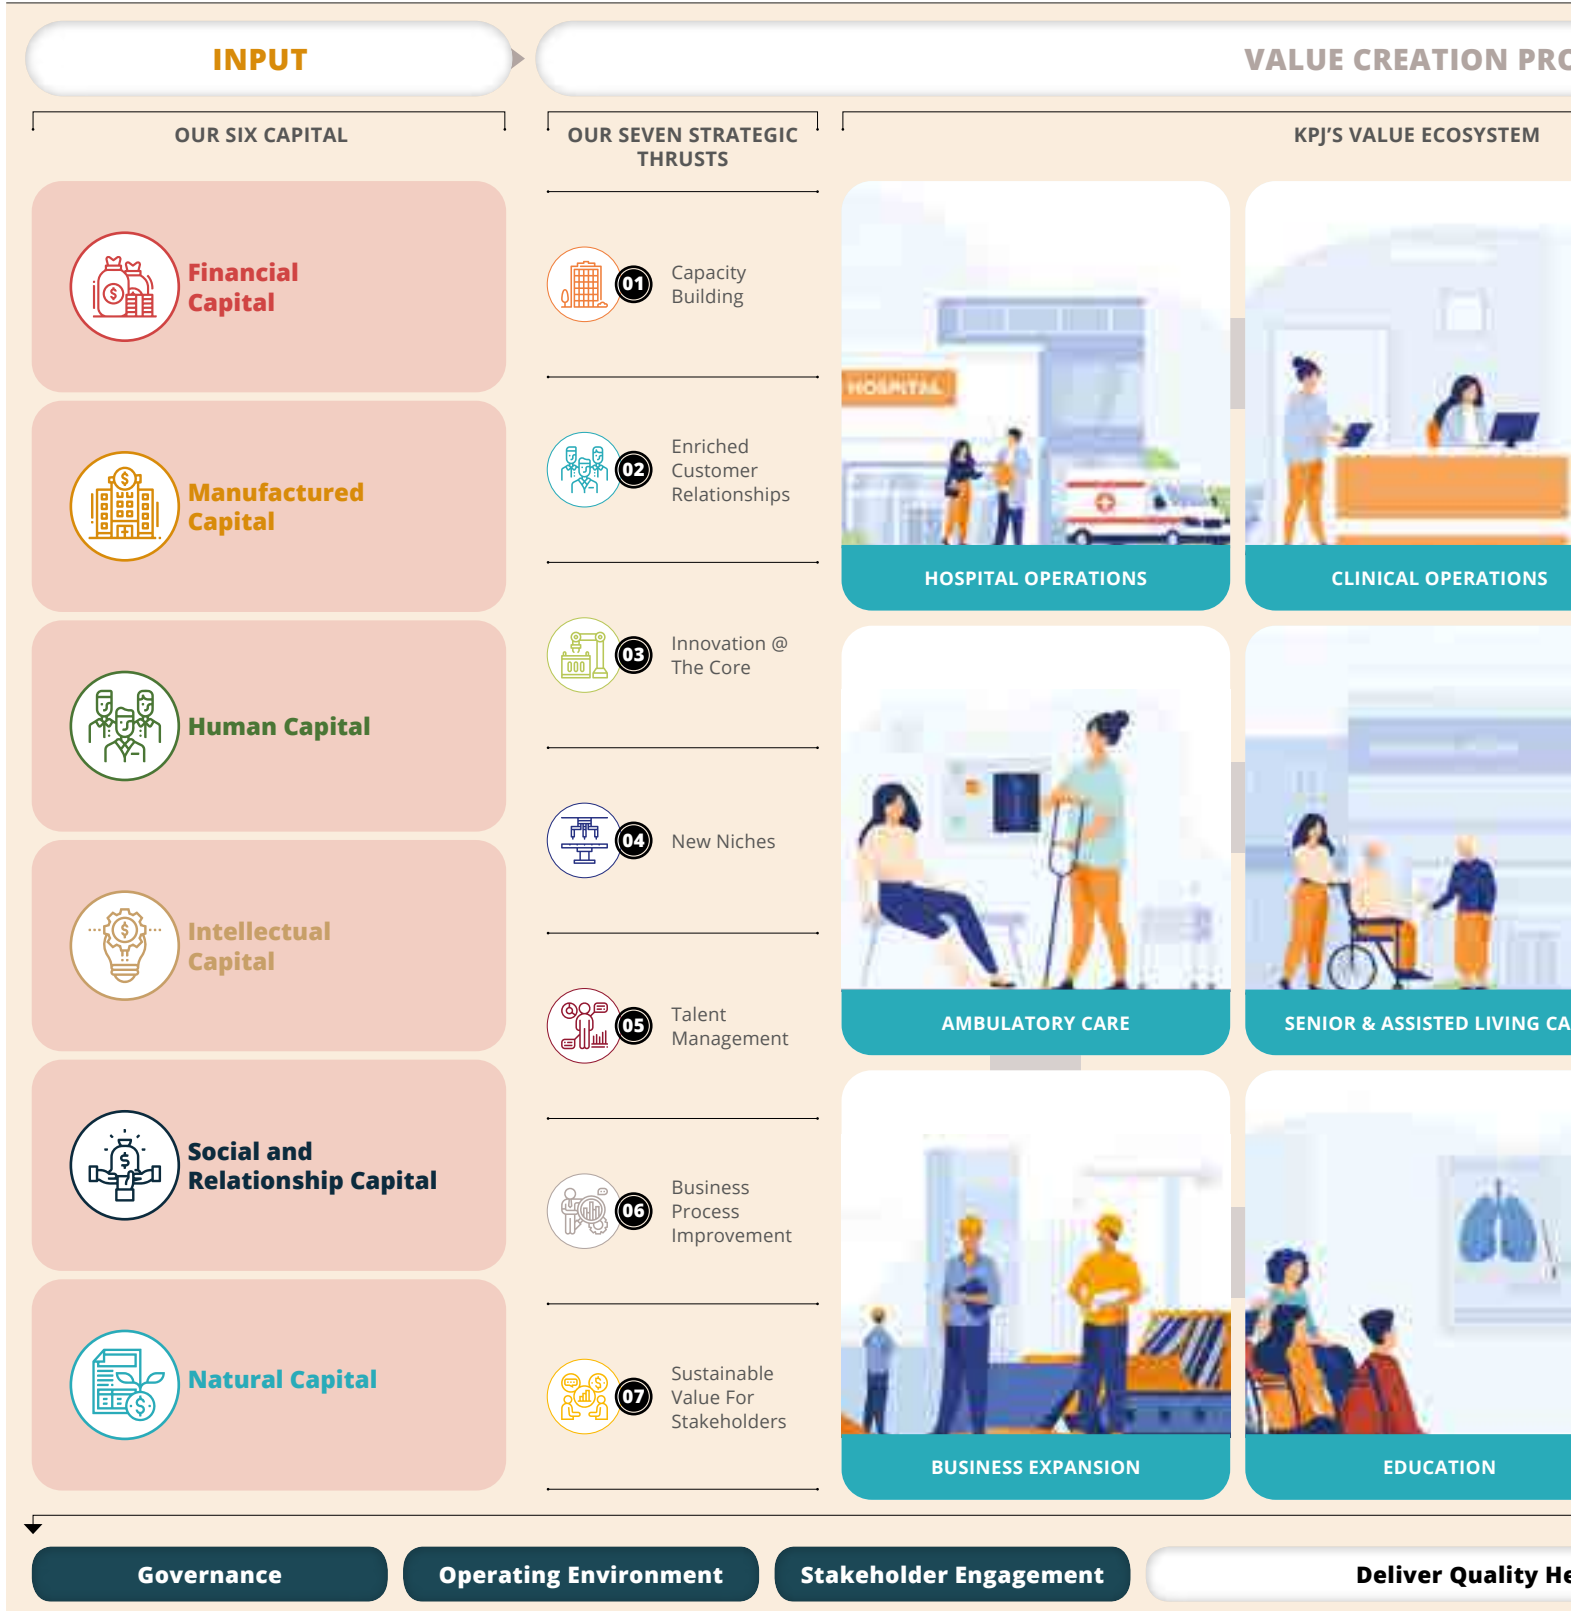 INPUT
VALUE CREATION PRO
OUR SIX CAPITAL
OUR SEVEN STRATEGIC
THRUSTS
KPJ'S VALUE ECOSYSTEM
Financial
Capital
Manufactured
Capital
Human Capital
Intellectual
Capital
Social and
Relationship Capital
Natural Capital
01
Capacity
Building
02
Enriched
Customer
Relationships
03
Innovation @
The Core
04
New Niches
05
Talent
Management
06
Business
Process
Improvement
07
Sustainable
Value For
Stakeholders
HOSPITAL
HOSPITAL OPERATIONS
CLINICAL OPERATIONS
AMBULATORY CARE
SENIOR & ASSISTED LIVING CA
BUSINESS EXPANSION
EDUCATION
Governance
Operating Environment
Stakeholder Engagement
Deliver Quality He